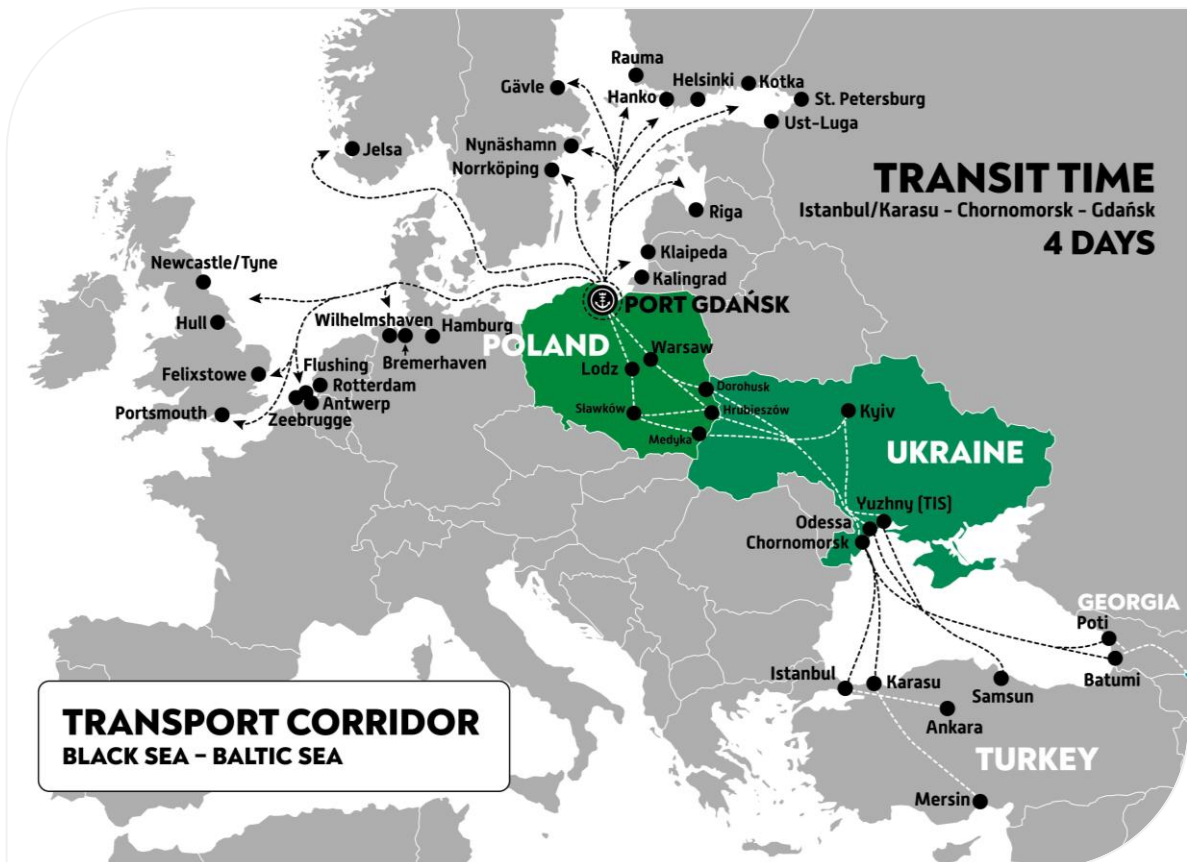 Rauma
Helsinki
Kotka
Gävle
Hanko
St. Petersburg
Ust-Luga
Jelsa
Nynäshamn
Norrköping
TRANSIT TIME
Istanbul/Karasu - Chornomorsk - Gdańsk
4 DAYS
Riga
Klaipeda
Kalingrad
Newcastle/Tyne
PORT GDAŃSK
Hull
Wilhelmshaven
Hamburg
Bremerhaven
POLAND
Warsaw
Lodz
Felixstowe
Flushing
Rotterdam
Antwerp
Zeebrugge
Portsmouth
Dorohusk
Sławków
Hrubieszów
Medyka
Kyiv
UKRAINE
Yuzhny (TIS)
Odessa
Chornomorsk
GEORGIA
Poti
Batumi
Istanbul
Karasu
Samsun
Ankara
TURKEY
Mersin
TRANSPORT CORRIDOR
BLACK SEA – BALTIC SEA